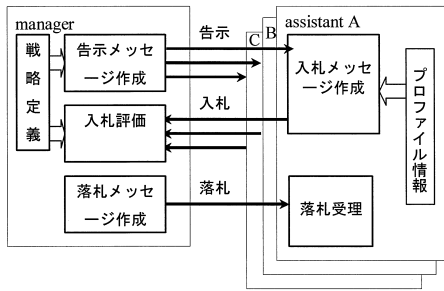 manager
戦略定義
告示メッセ
ージ作成
入札評価
落札メッセ
ージ作成
告示
入札
落札
C
B
assistant A
入札メッセ
ージ作成
落札受理
プロファイル情報